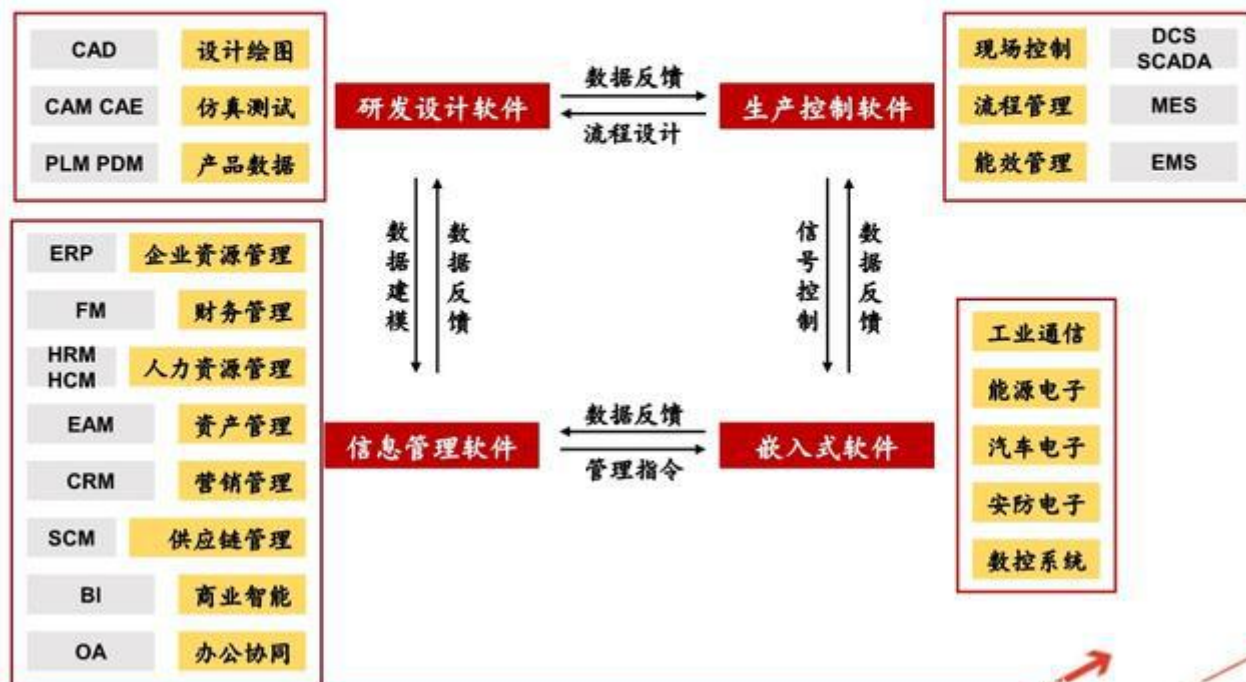 CAD 设计绘图
CAM CAE 仿真测试
PLM PDM 产品数据
研发设计软件
数据反馈
流程设计
生产控制软件
现场控制 DCS
SCADA
流程管理 MES
能效管理 EMS
数据建模
数据反馈
信号控制
数据反馈
ERP 企业资源管理
FM 财务管理
HRM
HCM 人力资源管理
EAM 资产管理
CRM 营销管理
SCM 供应链管理
BI 商业智能
OA 办公协同
信息管理软件
数据反馈
管理指令
嵌入式软件
工业通信
能源电子
汽车电子
安防电子
数控系统